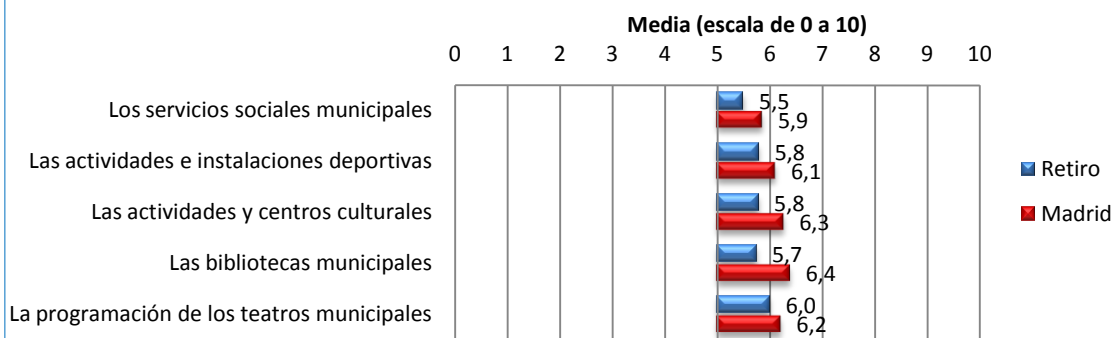 Media (escala de 0 a 10)
0 1 2 3 4 5 6 7 8 9 10
Los servicios sociales municipales
5,5
5,9
Las actividades e instalaciones deportivas
5,8
6,1
Las actividades y centros culturales
5,8
6,3
Las bibliotecas municipales
5,7
6,4
La programación de los teatros municipales
6,0
6,2
Retiro
Madrid